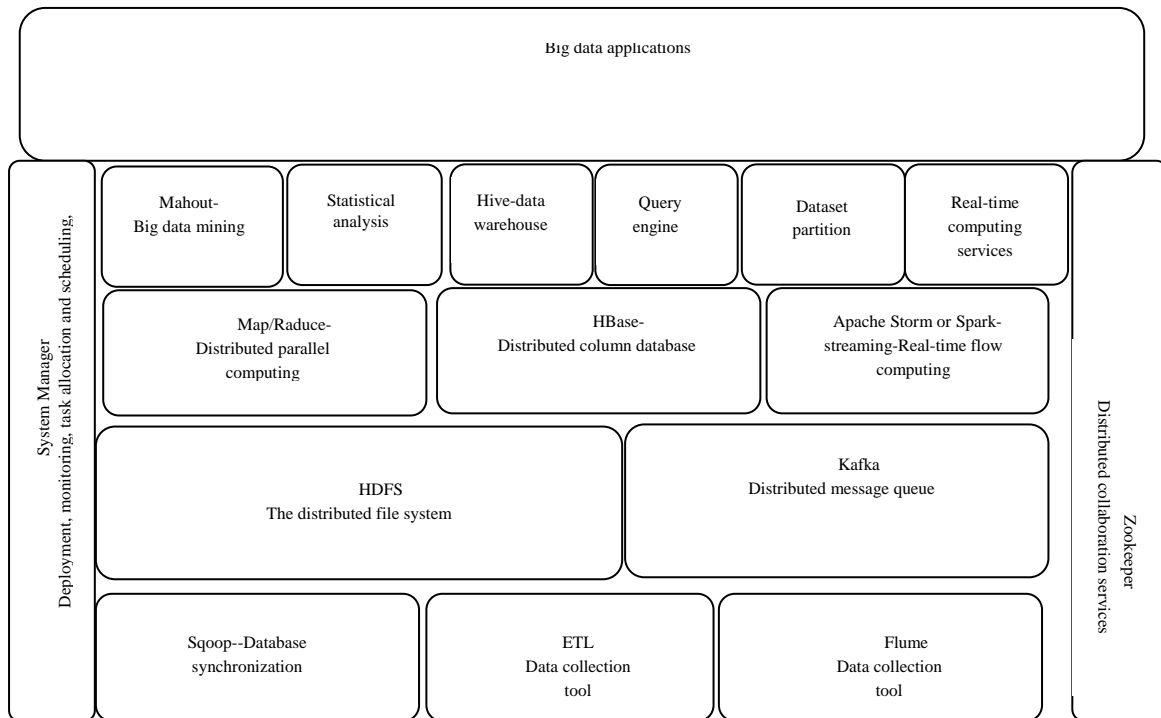 Big data applications
System Manager
Deployment, monitoring, task allocation and scheduling,
Mahout-
Big data mining
Statistical
analysis
Hive-data
warehouse
Query
engine
Dataset
partition
Real-time
computing
services
Map/Raduce-
Distributed parallel
computing
HBase-
Distributed column database
Apache Storm or Spark-
streaming-Real-time flow
computing
HDFS
The distributed file system
Kafka
Distributed message queue
Sqoop--Database
synchronization
ETL
Data collection
tool
Flume
Data collection
tool
Zookeeper
Distributed collaboration services